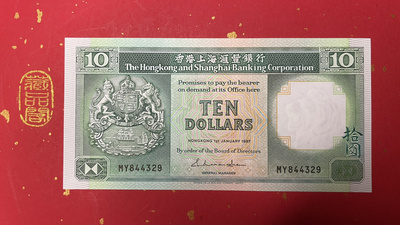 10 香港上海滙豐銀行 10
The Hongkong and Shanghai Banking Corporation
Promises to pay the bearer
on demand at its Office here
TEN
DOLLARS
HONGKONG 1ST JANUARY 1987
By order of the Board of Directors
MY844329
GENERAL MANAGER
MY844329
拾圓